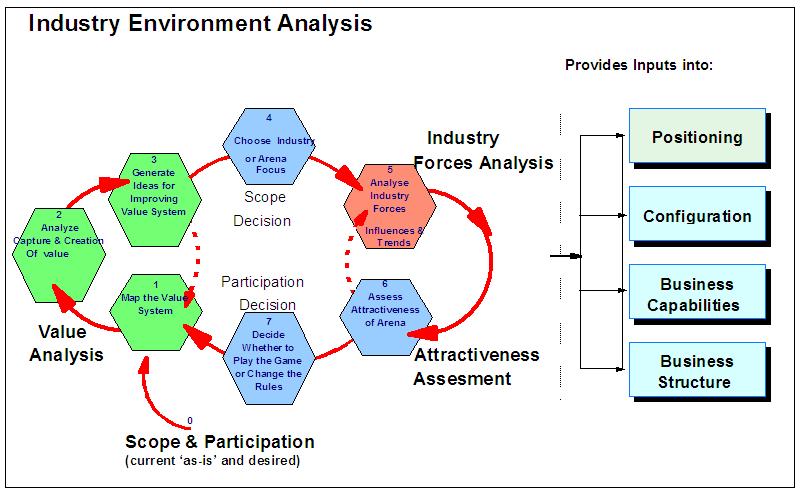 Industry Environment Analysis
Provides Inputs into:
4
Choose Industry
or Arena
Focus
Scope
Decision
3
Generate
Ideas for
Improving
Value System
5
Analyse
Industry
Forces
Influences &
Trends
Industry
Forces Analysis
2
Analyze
Capture & Creation
Of value
1
Map the Value
System
Participation
Decision
6
Assess
Attractiveness
of Arena
7
Decide
Whether to
Play the Game
or Change the
Rules
Value
Analysis
Attractiveness
Assesment
0
Scope & Participation
(current ‘as-is’ and desired)
Positioning
Configuration
Business
Capabilities
Business
Structure